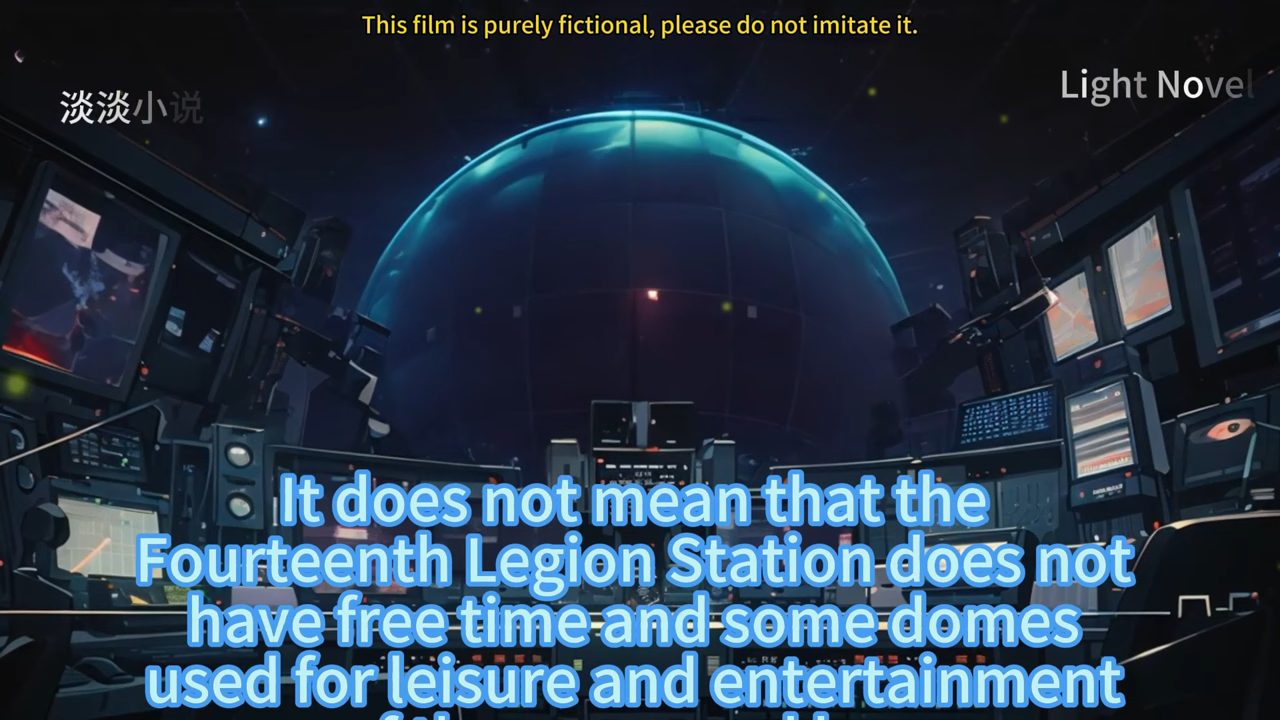 This film is purely fictional, please do not imitate it.
淡淡小说
Light Novel
It does not mean that the
Fourteenth Legion Station does not
have free time and some domes
used for leisure and entertainment